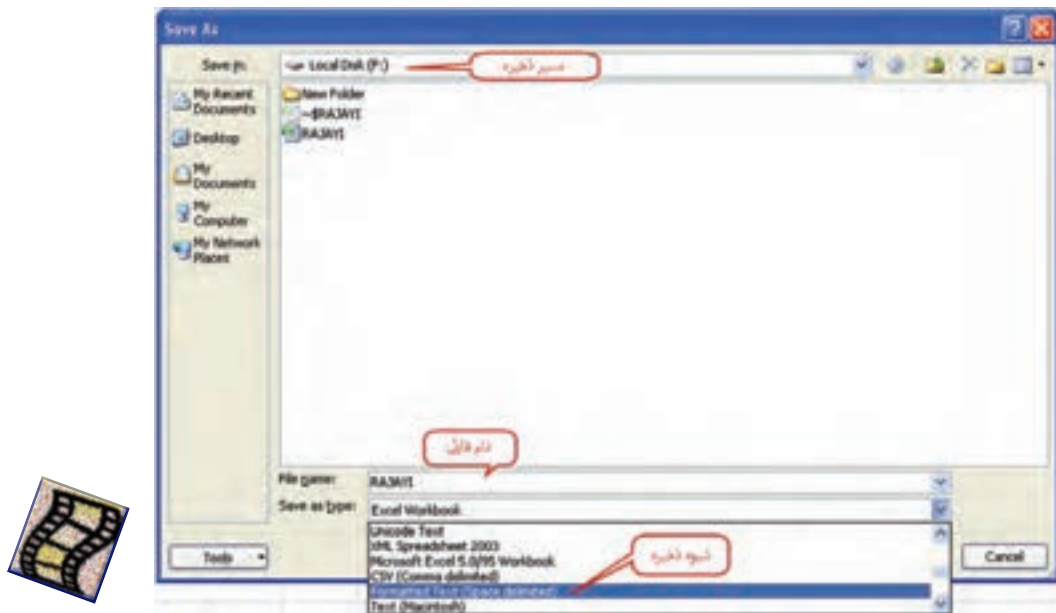 Save As
Save in:
Local Disk (F:)
مسیر ذخیره
My Recent Documents
New Folder
~$RAJAYI
RAJAYI
Desktop
My Documents
My Computer
My Network Places
نام فایل
File name:
RAJAYI
Save as type:
Excel Workbook
Unicode Text
XML Spreadsheet 2003
Microsoft Excel 5.0/95 Workbook
CSV (Comma delimited)
Formatted Text (Space delimited)
Text (Macintosh)
شیوه ذخیره
Tools
Cancel